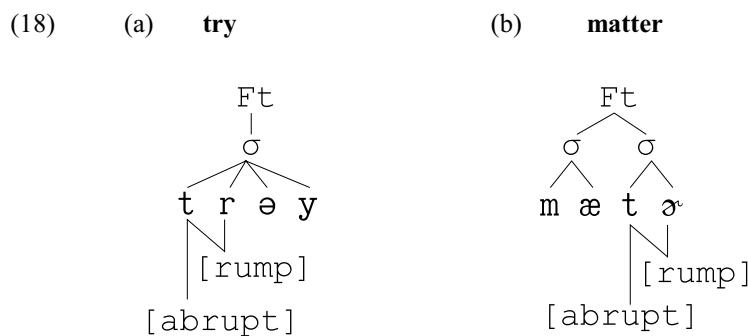 (18) (a) try (b) matter
Ft Ft
σ σ σ
t r ə y m æ t ɚ
[rump] [rump]
[abrupt] [abrupt]